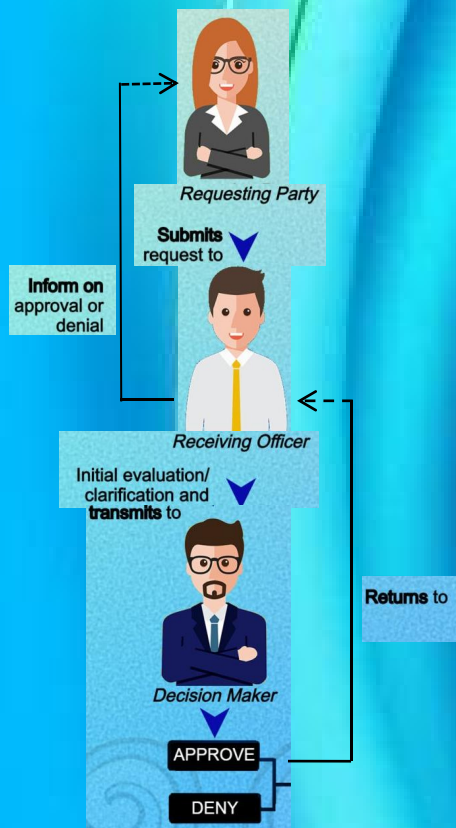 Requesting Party
Submits
request to
Inform on
approval or
denial
Receiving Officer
Initial evaluation/
clarification and
transmits to
Returns to
Decision Maker
APPROVE
DENY